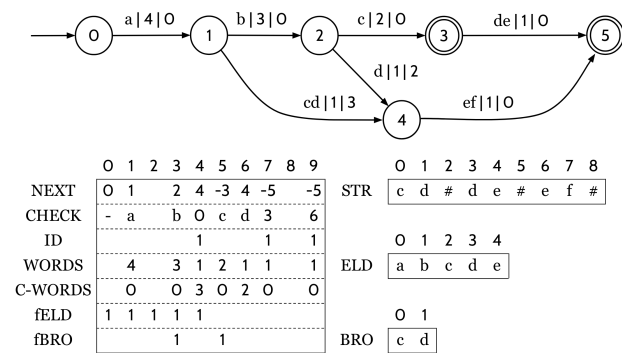 a|4|0 b|3|0 c|2|0 de|1|0
0 1 2 3 5
d|1|2
cd|1|3 ef|1|0
4
0 1 2 3 4 5 6 7 8 9 0 1 2 3 4 5 6 7 8
NEXT 0 1 2 4 -3 4 -5 -5 STR c d # d e # e f #
CHECK - a b 0 c d 3 6
ID 1 1 1 0 1 2 3 4
WORDS 4 3 1 2 1 1 1 ELD a b c d e
C-WORDS 0 0 3 0 2 0 0
fELD 1 1 1 1 1 0 1
fBRO 1 1 BRO c d